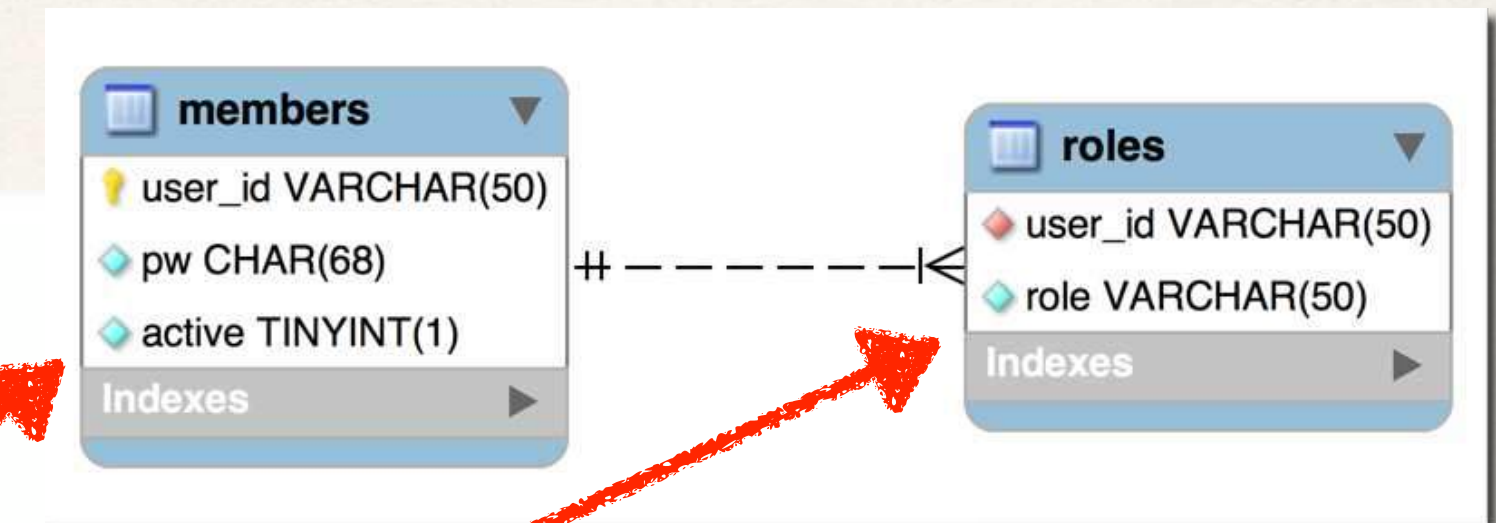 members
user_id VARCHAR(50)
pw CHAR(68)
active TINYINT(1)
Indexes
roles
user_id VARCHAR(50)
role VARCHAR(50)
Indexes